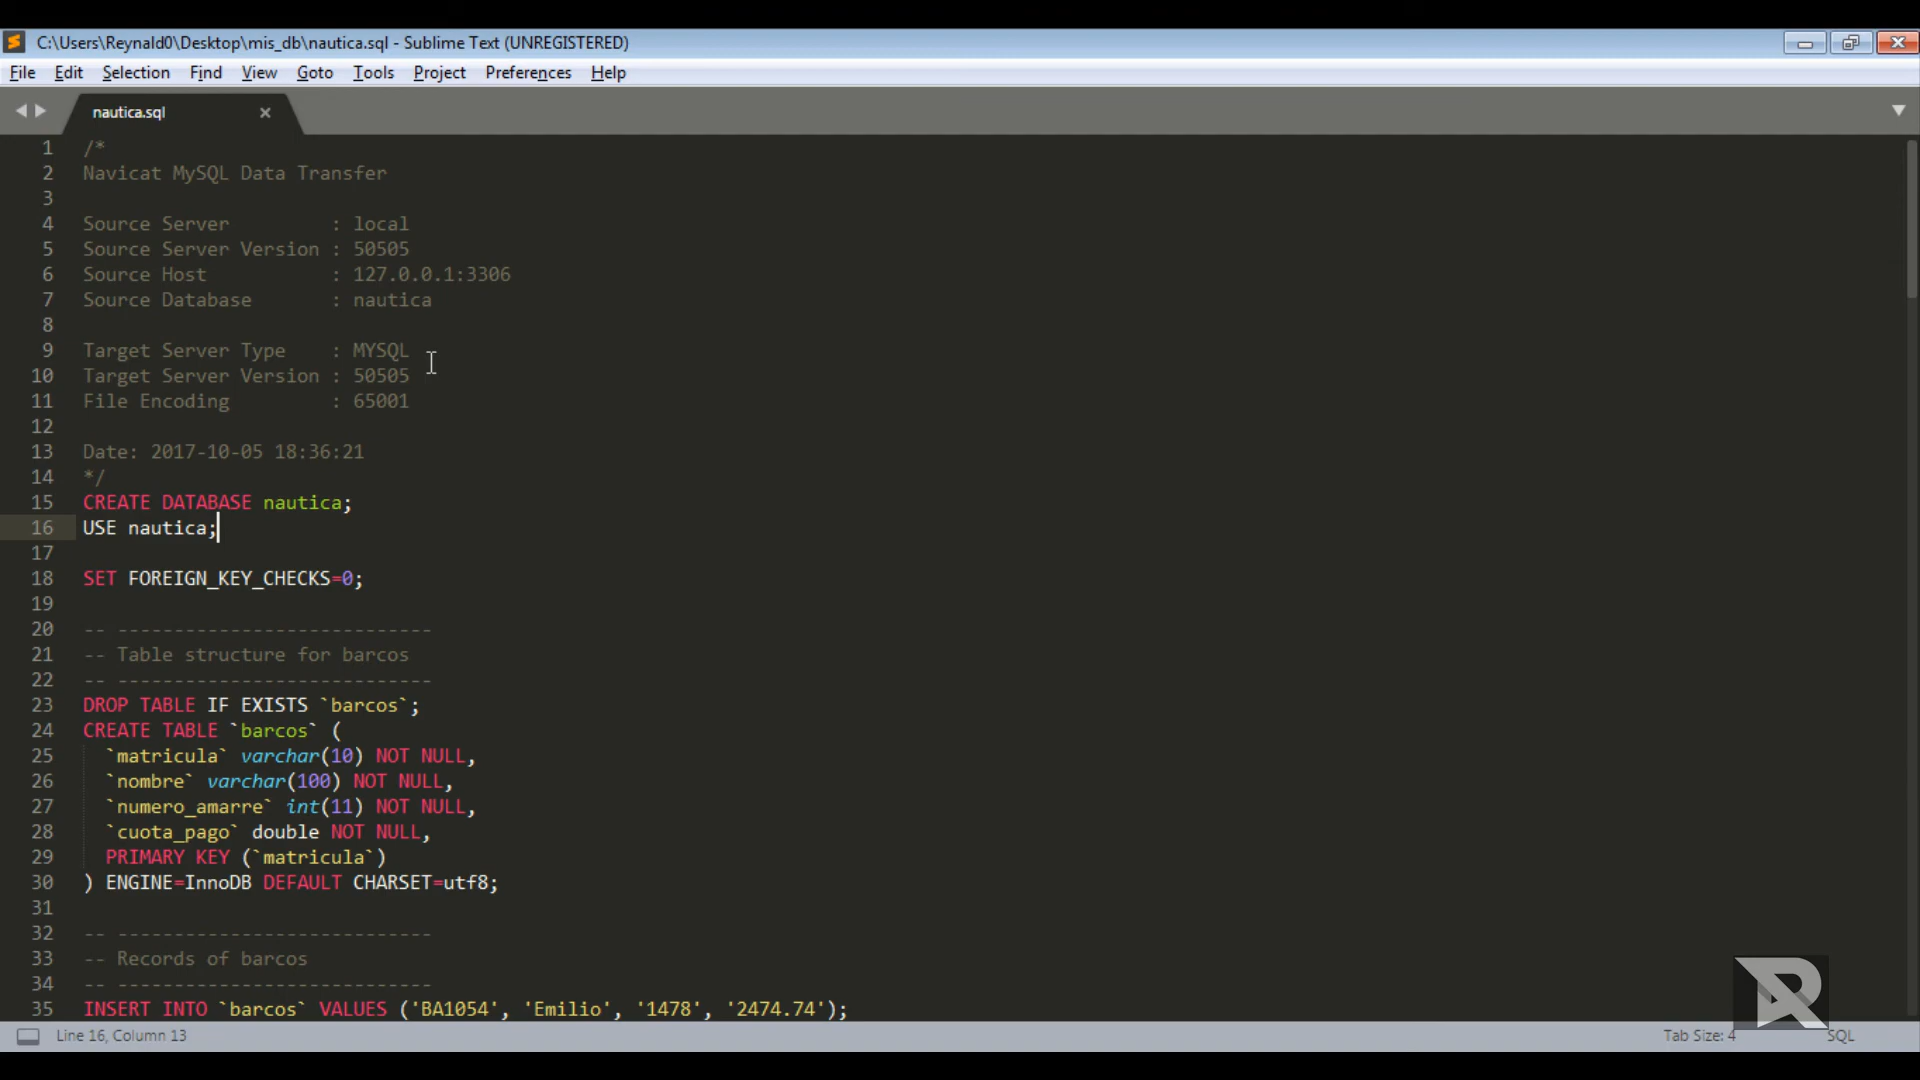 C:\Users\Reynald0\Desktop\mis_db\nautica.sql - Sublime Text (UNREGISTERED)
File Edit Selection Find View Goto Tools Project Preferences Help
nautica.sql
1 /*
2 Navicat MySQL Data Transfer
3
4 Source Server         : local
5 Source Server Version : 50505
6 Source Host           : 127.0.0.1:3306
7 Source Database       : nautica
8
9 Target Server Type    : MYSQL
10 Target Server Version : 50505
11 File Encoding         : 65001
12
13 Date: 2017-10-05 18:36:21
14 */
15 CREATE DATABASE nautica;
16 USE nautica;
17
18 SET FOREIGN_KEY_CHECKS=0;
19
20 -- ----------------------------
21 -- Table structure for barcos
22 -- ----------------------------
23 DROP TABLE IF EXISTS `barcos`;
24 CREATE TABLE `barcos` (
25   `matricula` varchar(10) NOT NULL,
26   `nombre` varchar(100) NOT NULL,
27   `numero_amarre` int(11) NOT NULL,
28   `cuota_pago` double NOT NULL,
29   PRIMARY KEY (`matricula`)
30 ) ENGINE=InnoDB DEFAULT CHARSET=utf8;
31
32 -- ----------------------------
33 -- Records of barcos
34 -- ----------------------------
35 INSERT INTO `barcos` VALUES ('BA1054', 'Emilio', '1478', '2474.74');
Line 16, Column 13
Tab Size: 4
SQL